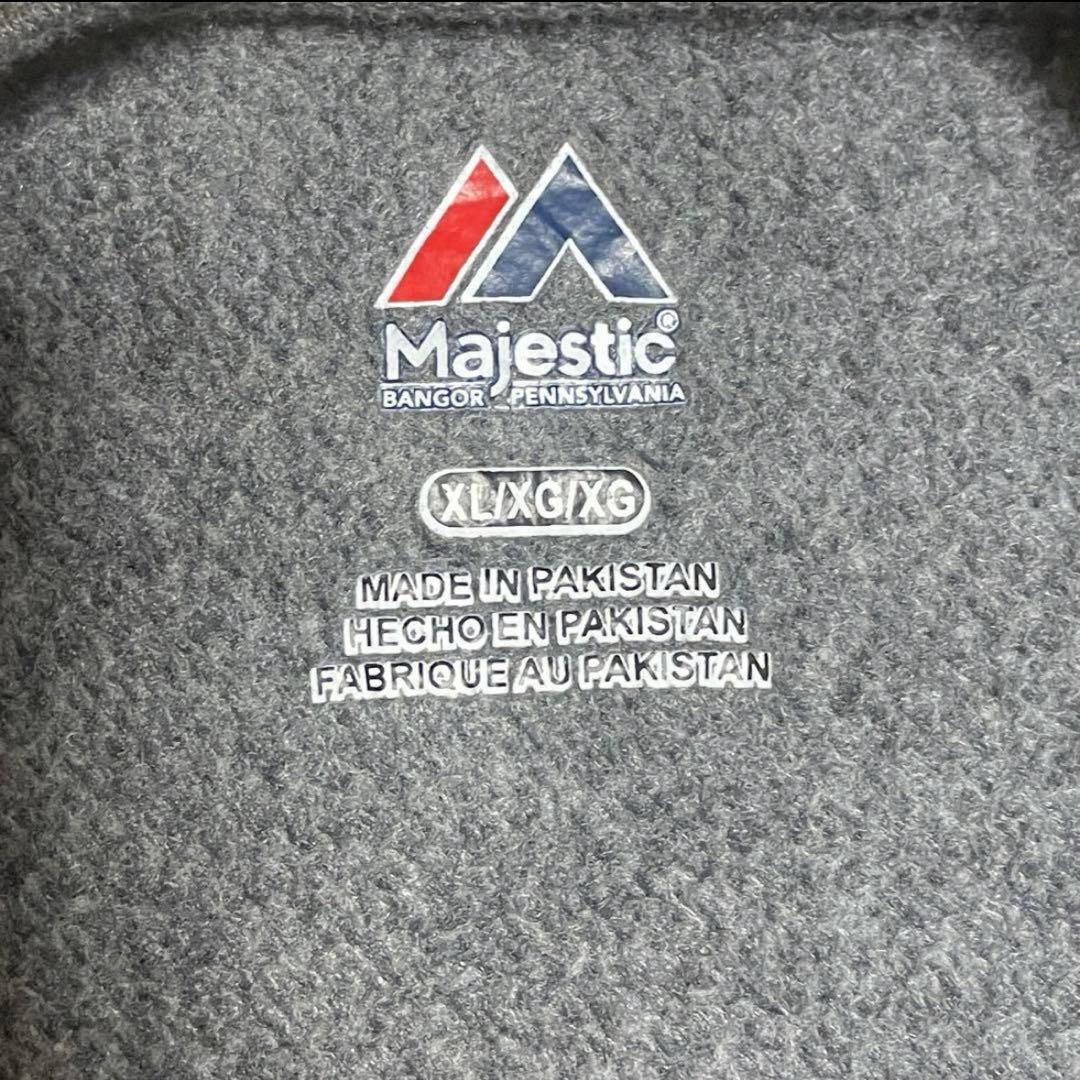 Majestic®
BANGOR, PENNSYLVANIA
XL/XG/XG
MADE IN PAKISTAN
HECHO EN PAKISTAN
FABRIQUE AU PAKISTAN